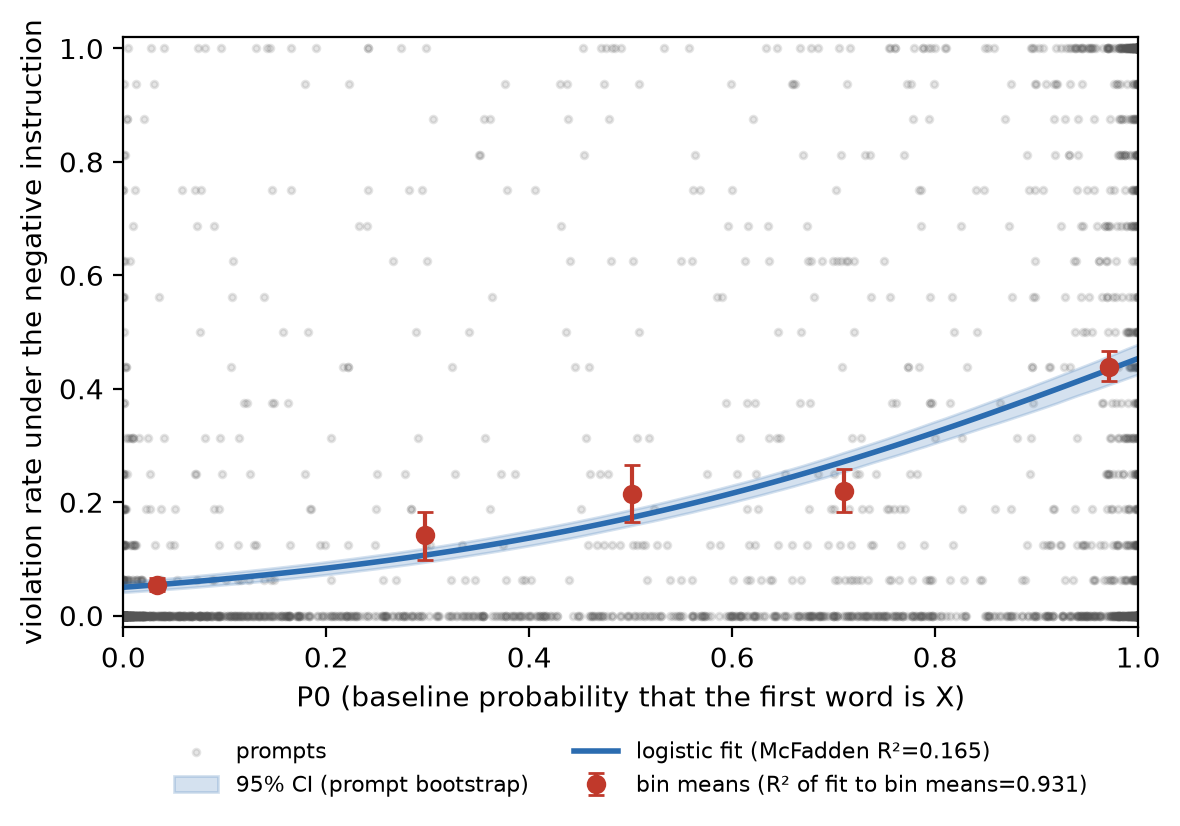 violation rate under the negative instruction
1.0
0.8
0.6
0.4
0.2
0.0
0.0 0.2 0.4 0.6 0.8 1.0
P0 (baseline probability that the first word is X)
prompts
95% CI (prompt bootstrap)
logistic fit (McFadden R²=0.165)
bin means (R² of fit to bin means=0.931)